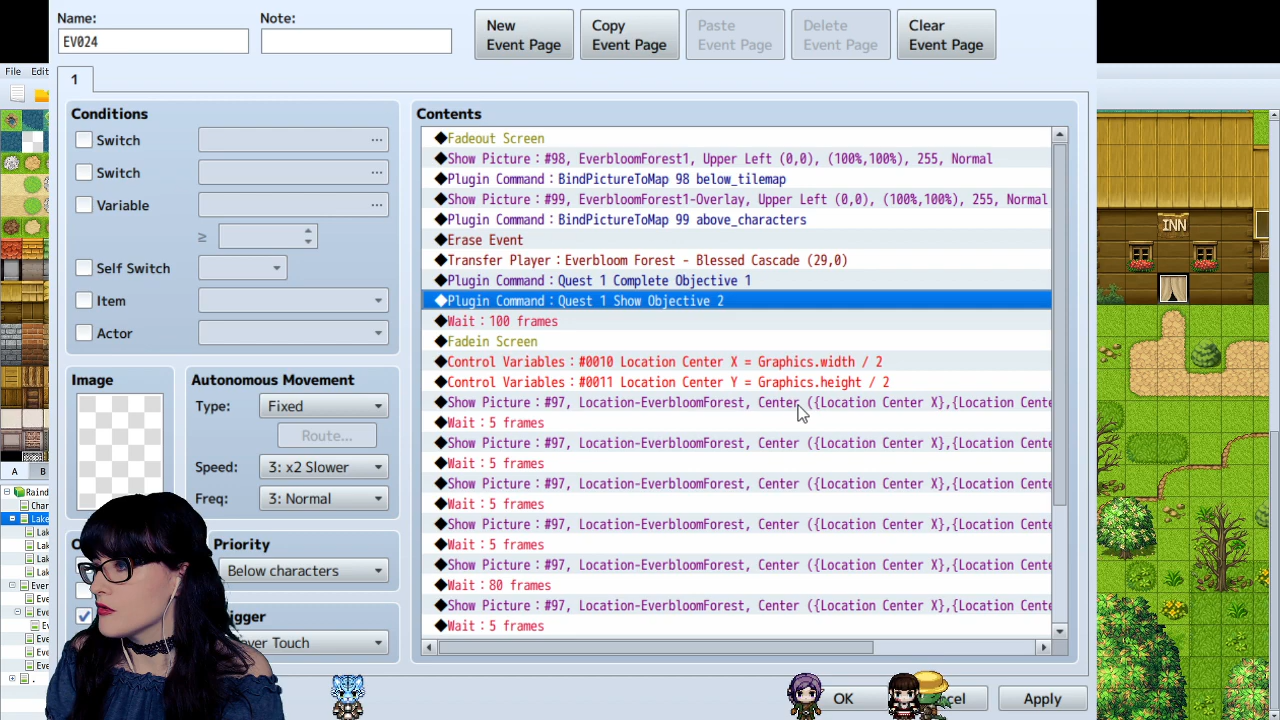 Name:
Note:
EV024
New
Event Page
Copy
Event Page
Paste
Event Page
Delete
Event Page
Clear
Event Page
File
1
Conditions
Switch
...
Switch
...
Variable
...
≥
Self Switch
Item
Actor
Image
Autonomous Movement
Type:
Fixed
Route...
Speed:
3: x2 Slower
Freq:
3: Normal
Priority
Below characters
Contents
◆Fadeout Screen
◆Show Picture：#98, EverbloomForest1, Upper Left (0,0), (100%,100%), 255, Normal
◆Plugin Command：BindPictureToMap 98 below_tilemap
◆Show Picture：#99, EverbloomForest1-Overlay, Upper Left (0,0), (100%,100%), 255, Normal
◆Plugin Command：BindPictureToMap 99 above_characters
◆Erase Event
◆Transfer Player：Everbloom Forest - Blessed Cascade (29,0)
◆Plugin Command：Quest 1 Complete Objective 1
◆Plugin Command：Quest 1 Show Objective 2
◆Wait：100 frames
◆Fadein Screen
◆Control Variables：#0010 Location Center X = Graphics.width / 2
◆Control Variables：#0011 Location Center Y = Graphics.height / 2
◆Show Picture：#97, Location-EverbloomForest, Center ({Location Center X},{Location Cente
◆Wait：5 frames
◆Show Picture：#97, Location-EverbloomForest, Center ({Location Center X},{Location Cente
◆Wait：5 frames
◆Show Picture：#97, Location-EverbloomForest, Center ({Location Center X},{Location Cente
◆Wait：5 frames
◆Show Picture：#97, Location-EverbloomForest, Center ({Location Center X},{Location Cente
◆Wait：5 frames
◆Show Picture：#97, Location-EverbloomForest, Center ({Location Center X},{Location Cente
◆Wait：80 frames
◆Show Picture：#97, Location-EverbloomForest, Center ({Location Center X},{Location Cente
◆Wait：5 frames
OK
Apply
INN
A
B